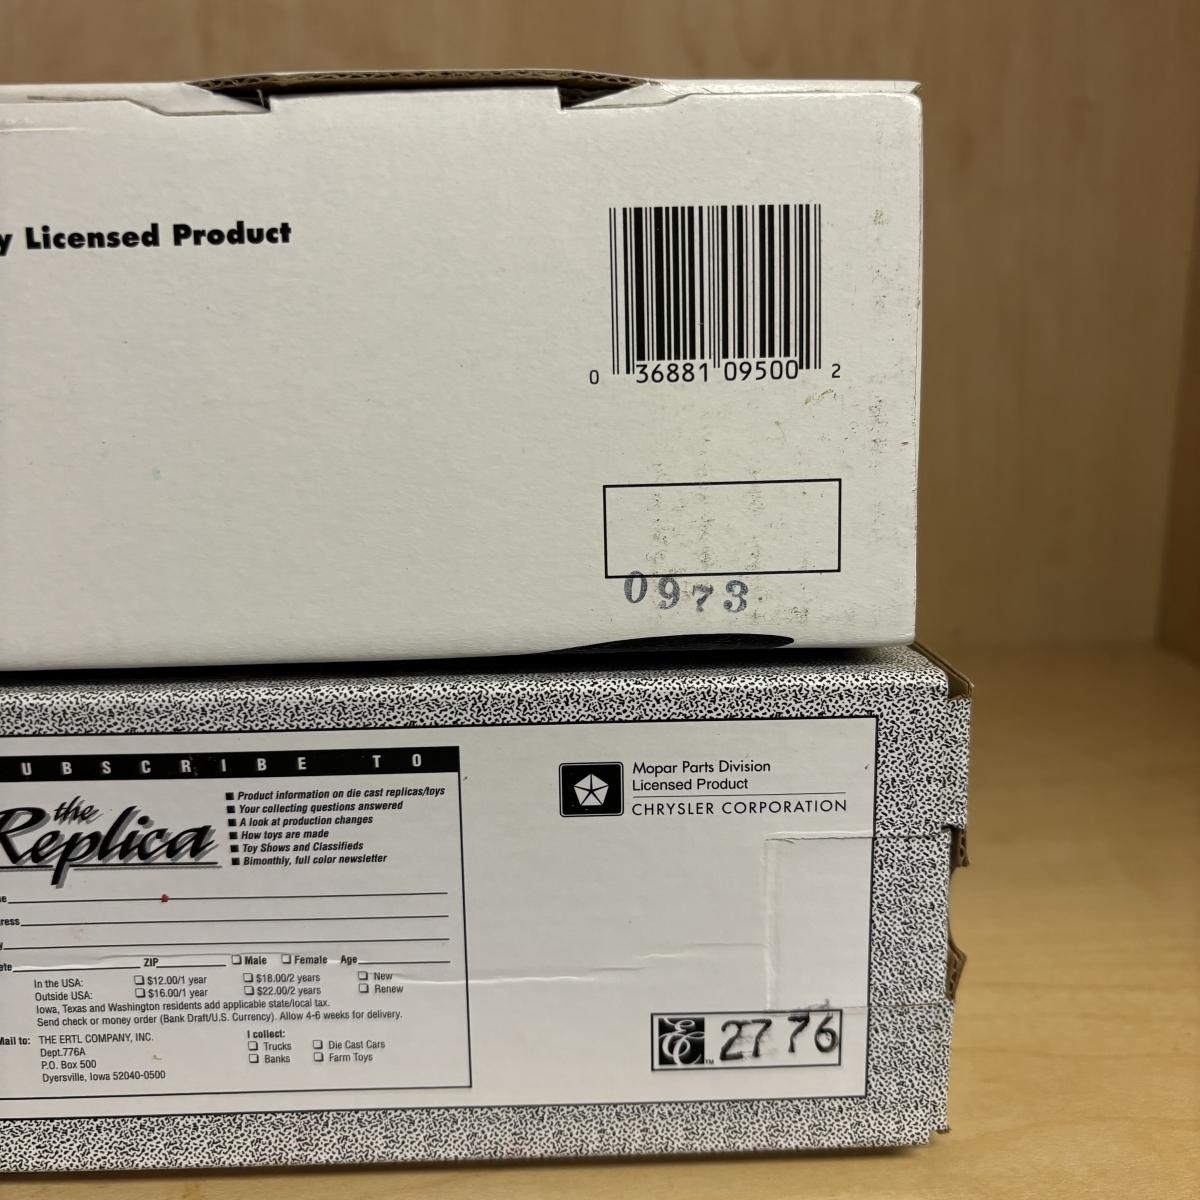 y Licensed Product
0 36881 09500 2
0973
UBSCRIBE TO
the
Replica
Product information on die cast replicas/toys
Your collecting questions answered
A look at production changes
How toys are made
Toy Shows and Classifieds
Bimonthly, full color newsletter
e
ress
y
ate ZIP Male Female Age
In the USA: $12.00/1 year $18.00/2 years New
Outside USA: $16.00/1 year $22.00/2 years Renew
Iowa, Texas and Washington residents add applicable state/local tax.
Send check or money order (Bank Draft/U.S. Currency). Allow 4-6 weeks for delivery.
Mail to: THE ERTL COMPANY, INC.
Dept.776A
P.O. Box 500
Dyersville, Iowa 52040-0500
I collect:
Trucks Die Cast Cars
Banks Farm Toys
Mopar Parts Division
Licensed Product
CHRYSLER CORPORATION
E ™ 2776